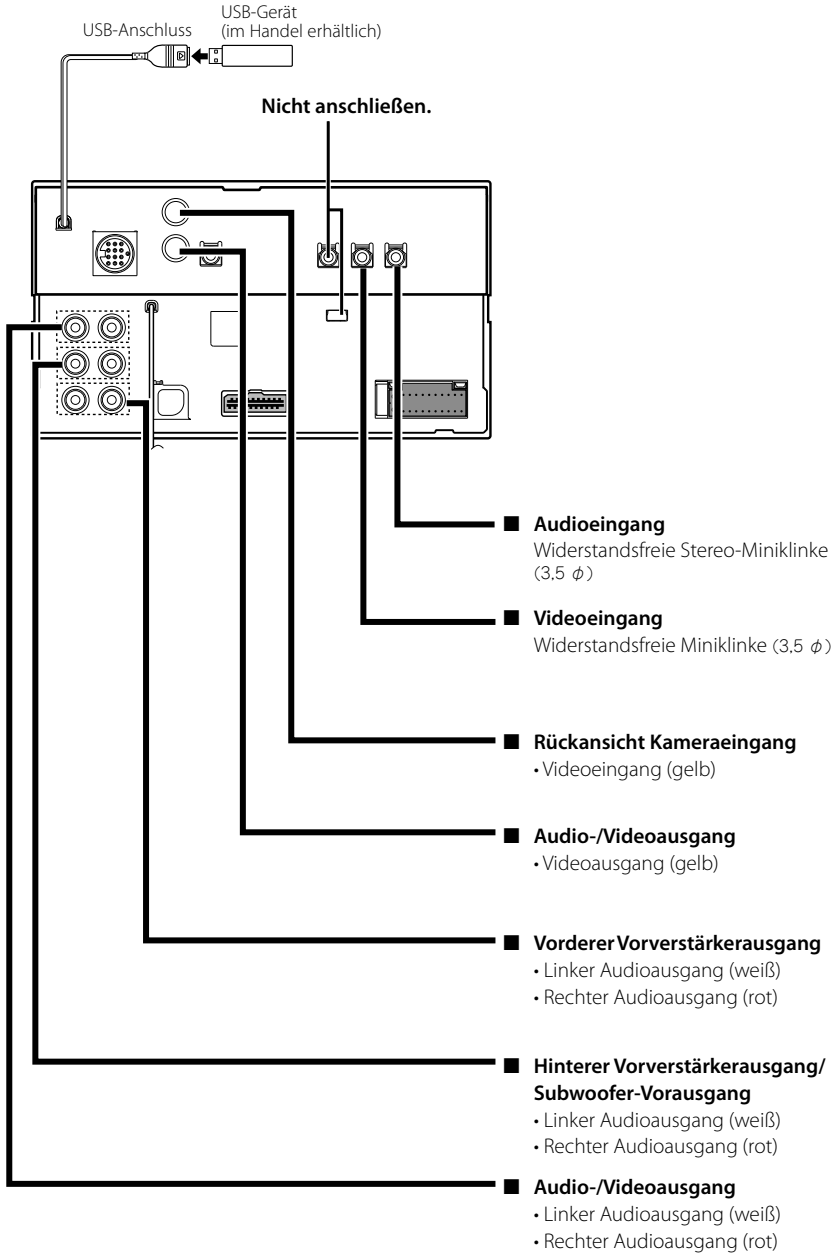 USB-Gerät
(im Handel erhältlich)
USB-Anschluss
Nicht anschließen.
■ Audioeingang
Widerstandsfreie Stereo-Miniklinke
(3,5 φ)
■ Videoeingang
Widerstandsfreie Miniklinke (3,5 φ)
■ Rückansicht Kameraeingang
• Videoeingang (gelb)
■ Audio-/Videoausgang
• Videoausgang (gelb)
■ Vorderer Vorverstärkerausgang
• Linker Audioausgang (weiß)
• Rechter Audioausgang (rot)
■ Hinterer Vorverstärkerausgang/
Subwoofer-Vorausgang
• Linker Audioausgang (weiß)
• Rechter Audioausgang (rot)
■ Audio-/Videoausgang
• Linker Audioausgang (weiß)
• Rechter Audioausgang (rot)